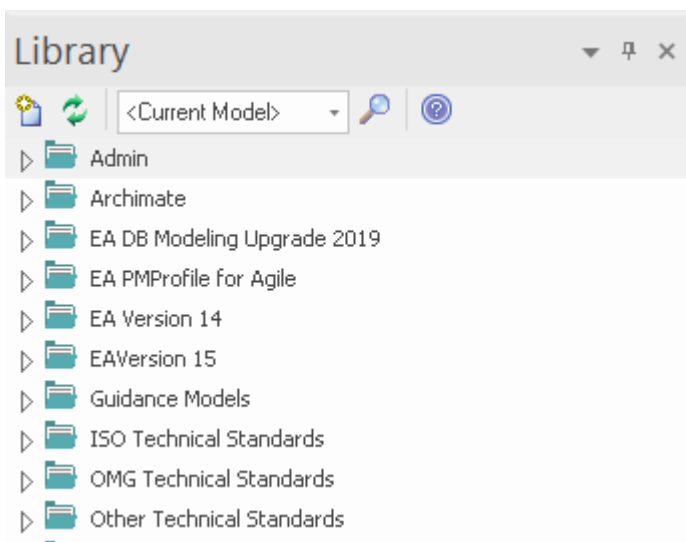 Library
<Current Model>
Admin
Archimate
EA DB Modeling Upgrade 2019
EA PMProfile for Agile
EA Version 14
EAVersion 15
Guidance Models
ISO Technical Standards
OMG Technical Standards
Other Technical Standards